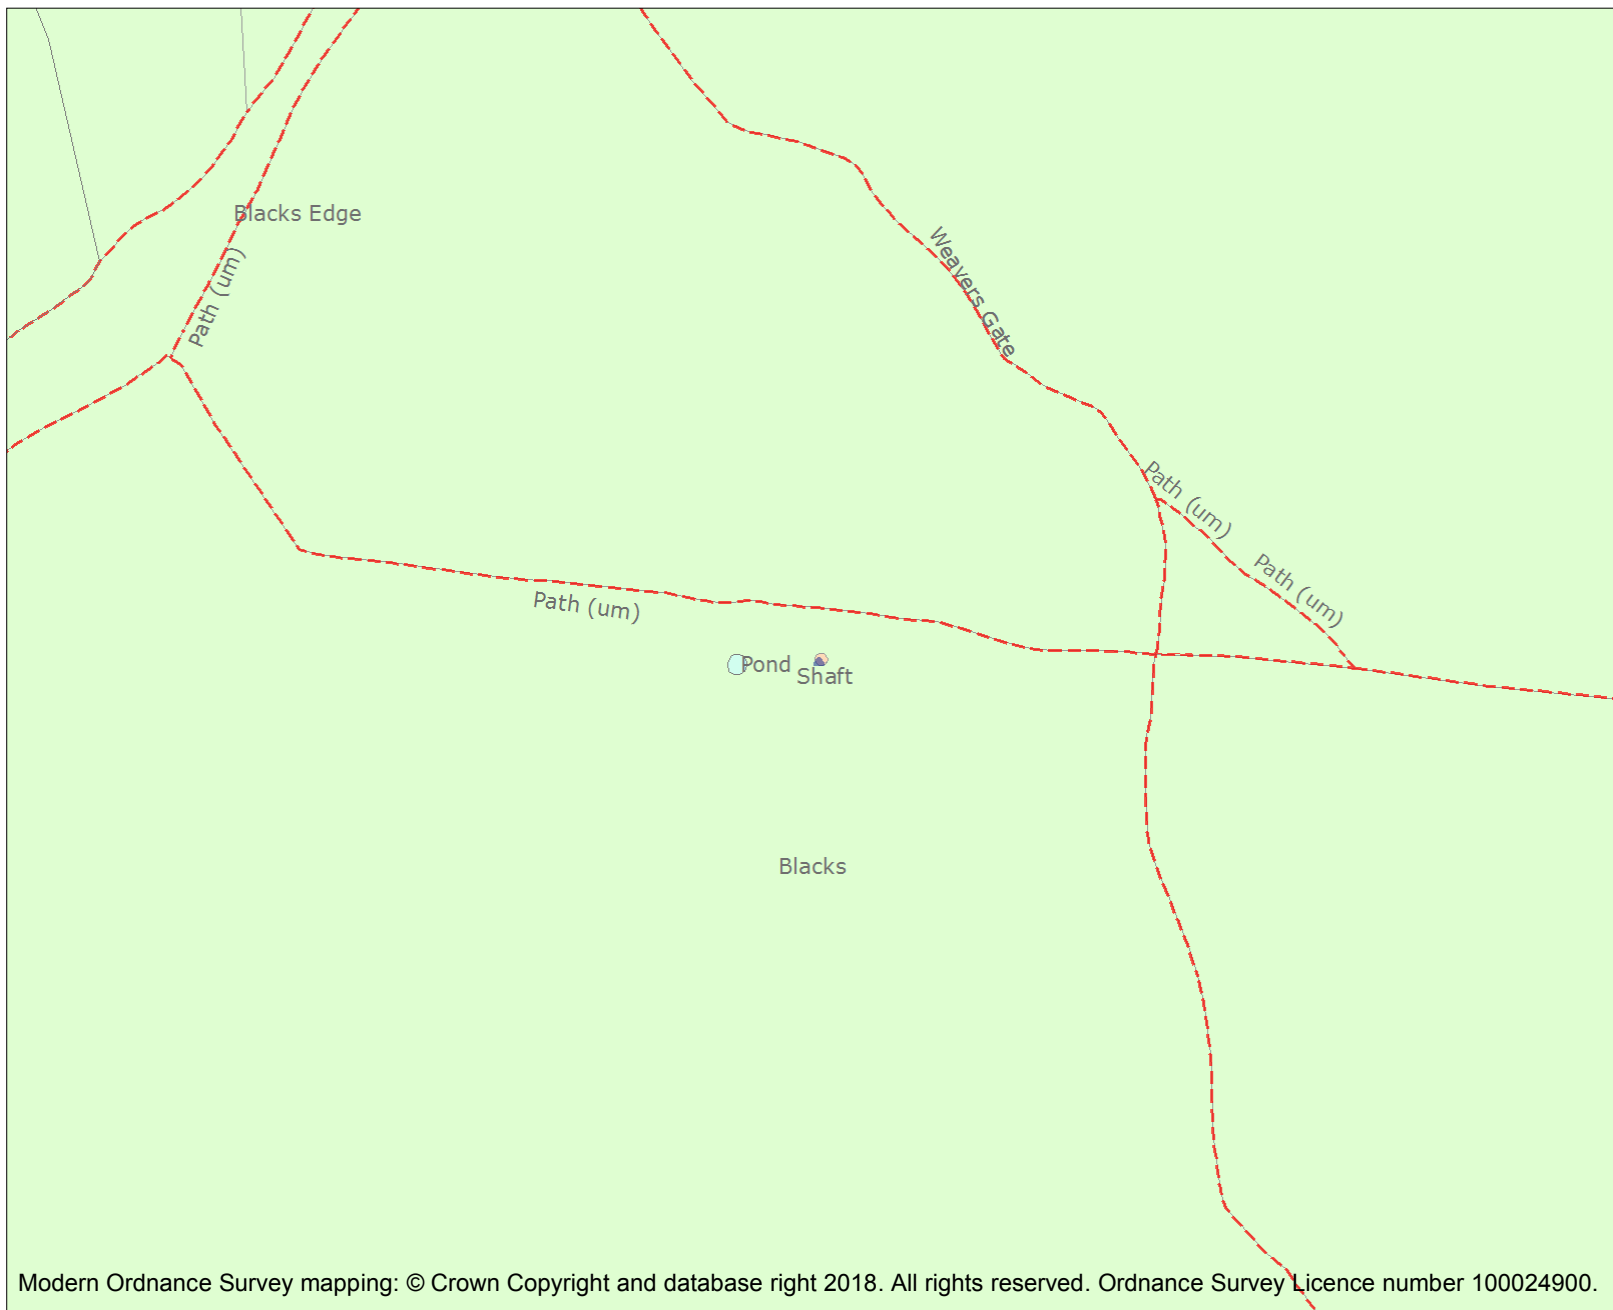 Blacks Edge
Path (um)
Weavers Gate
Path (um)
Path (um)
Path (um)
Pond
Shaft
Blacks
Modern Ordnance Survey mapping: © Crown Copyright and database right 2018. All rights reserved. Ordnance Survey Licence number 100024900.